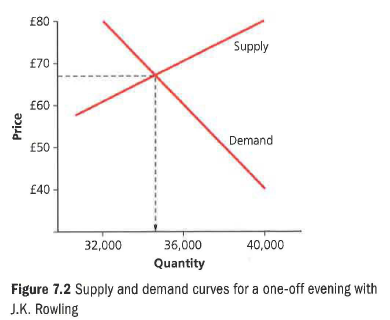 £80
£70
£60
£50
£40
Price
Supply
Demand
32,000 36,000 40,000
Quantity
Figure 7.2 Supply and demand curves for a one-off evening with
J.K. Rowling